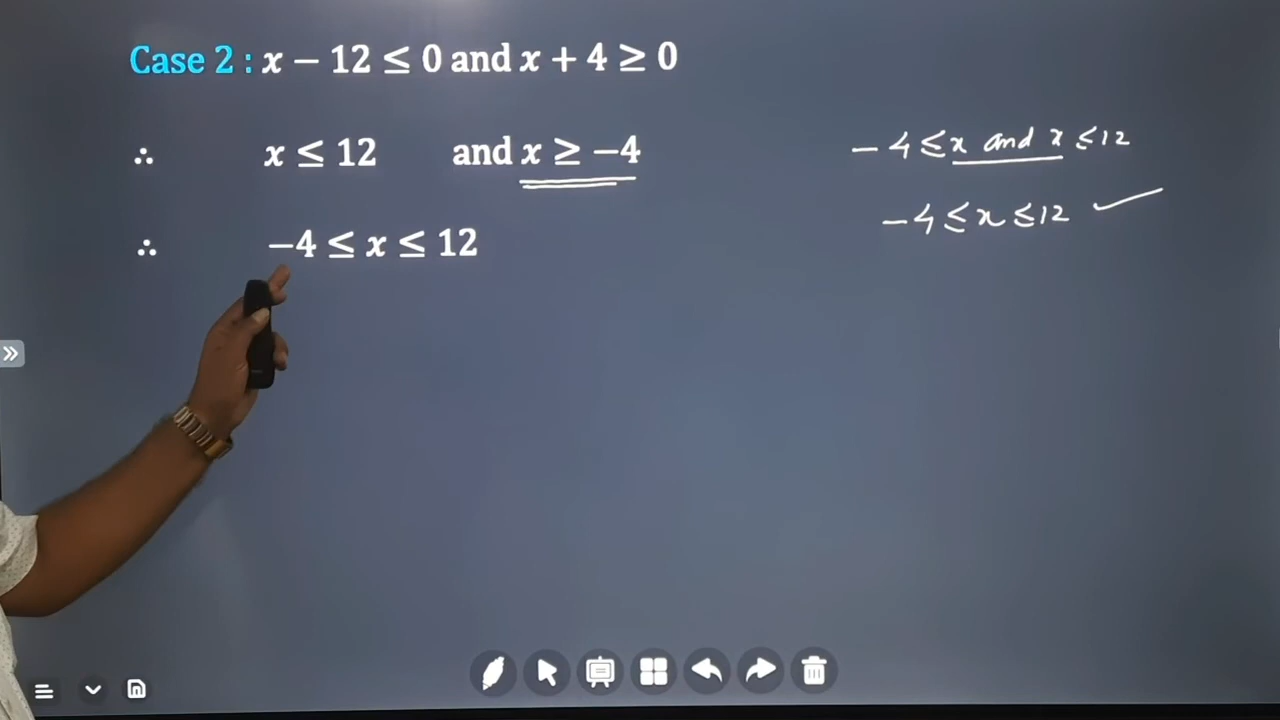 Case 2 : x − 12 ≤ 0 and x + 4 ≥ 0
∴ x ≤ 12 and x ≥ −4
∴ −4 ≤ x ≤ 12
−4 ≤ x and x ≤ 12
−4 ≤ x ≤ 12 ✓